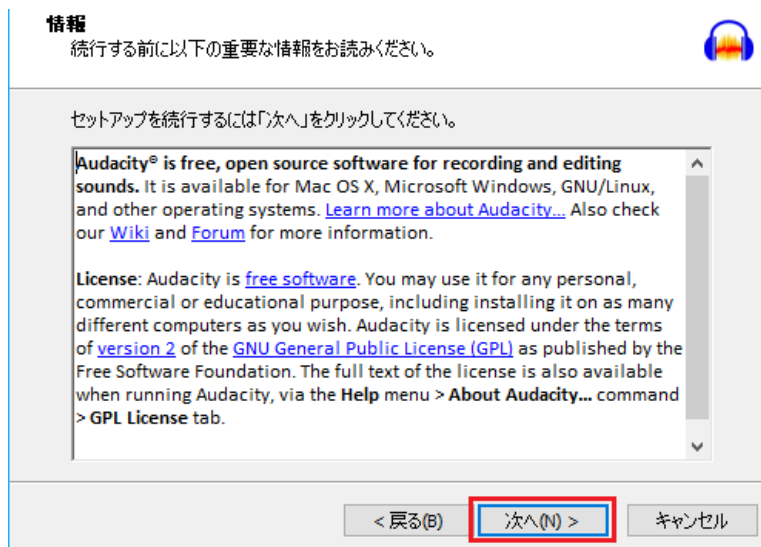 情報
続行する前に以下の重要な情報をお読みください。
セットアップを続行するには「次へ」をクリックしてください。
Audacity® is free, open source software for recording and editing
sounds. It is available for Mac OS X, Microsoft Windows, GNU/Linux,
and other operating systems. Learn more about Audacity... Also check
our Wiki and Forum for more information.
License: Audacity is free software. You may use it for any personal,
commercial or educational purpose, including installing it on as many
different computers as you wish. Audacity is licensed under the terms
of version 2 of the GNU General Public License (GPL) as published by the
Free Software Foundation. The full text of the license is also available
when running Audacity, via the Help menu > About Audacity... command
> GPL License tab.
< 戻る(B) 次へ(N) > キャンセル